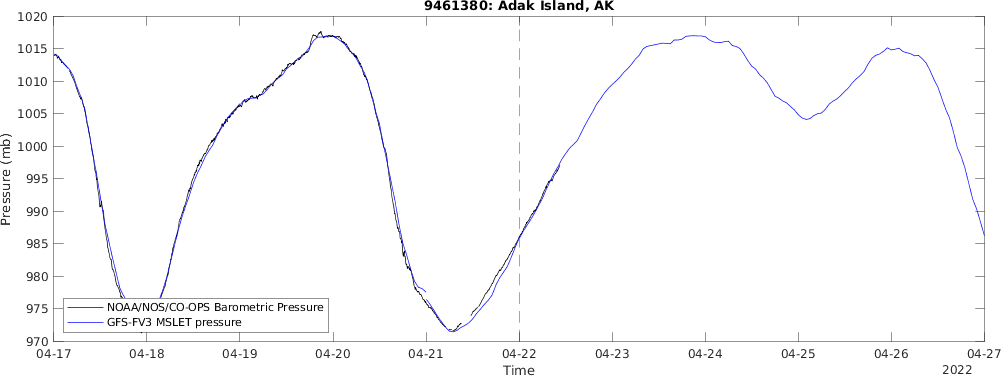 9461380: Adak Island, AK
1020
1015
1010
1005
1000
995
990
985
980
975
970
Pressure (mb)
NOAA/NOS/CO-OPS Barometric Pressure
GFS-FV3 MSLET pressure
04-17 04-18 04-19 04-20 04-21 04-22 04-23 04-24 04-25 04-26 04-27
Time
2022